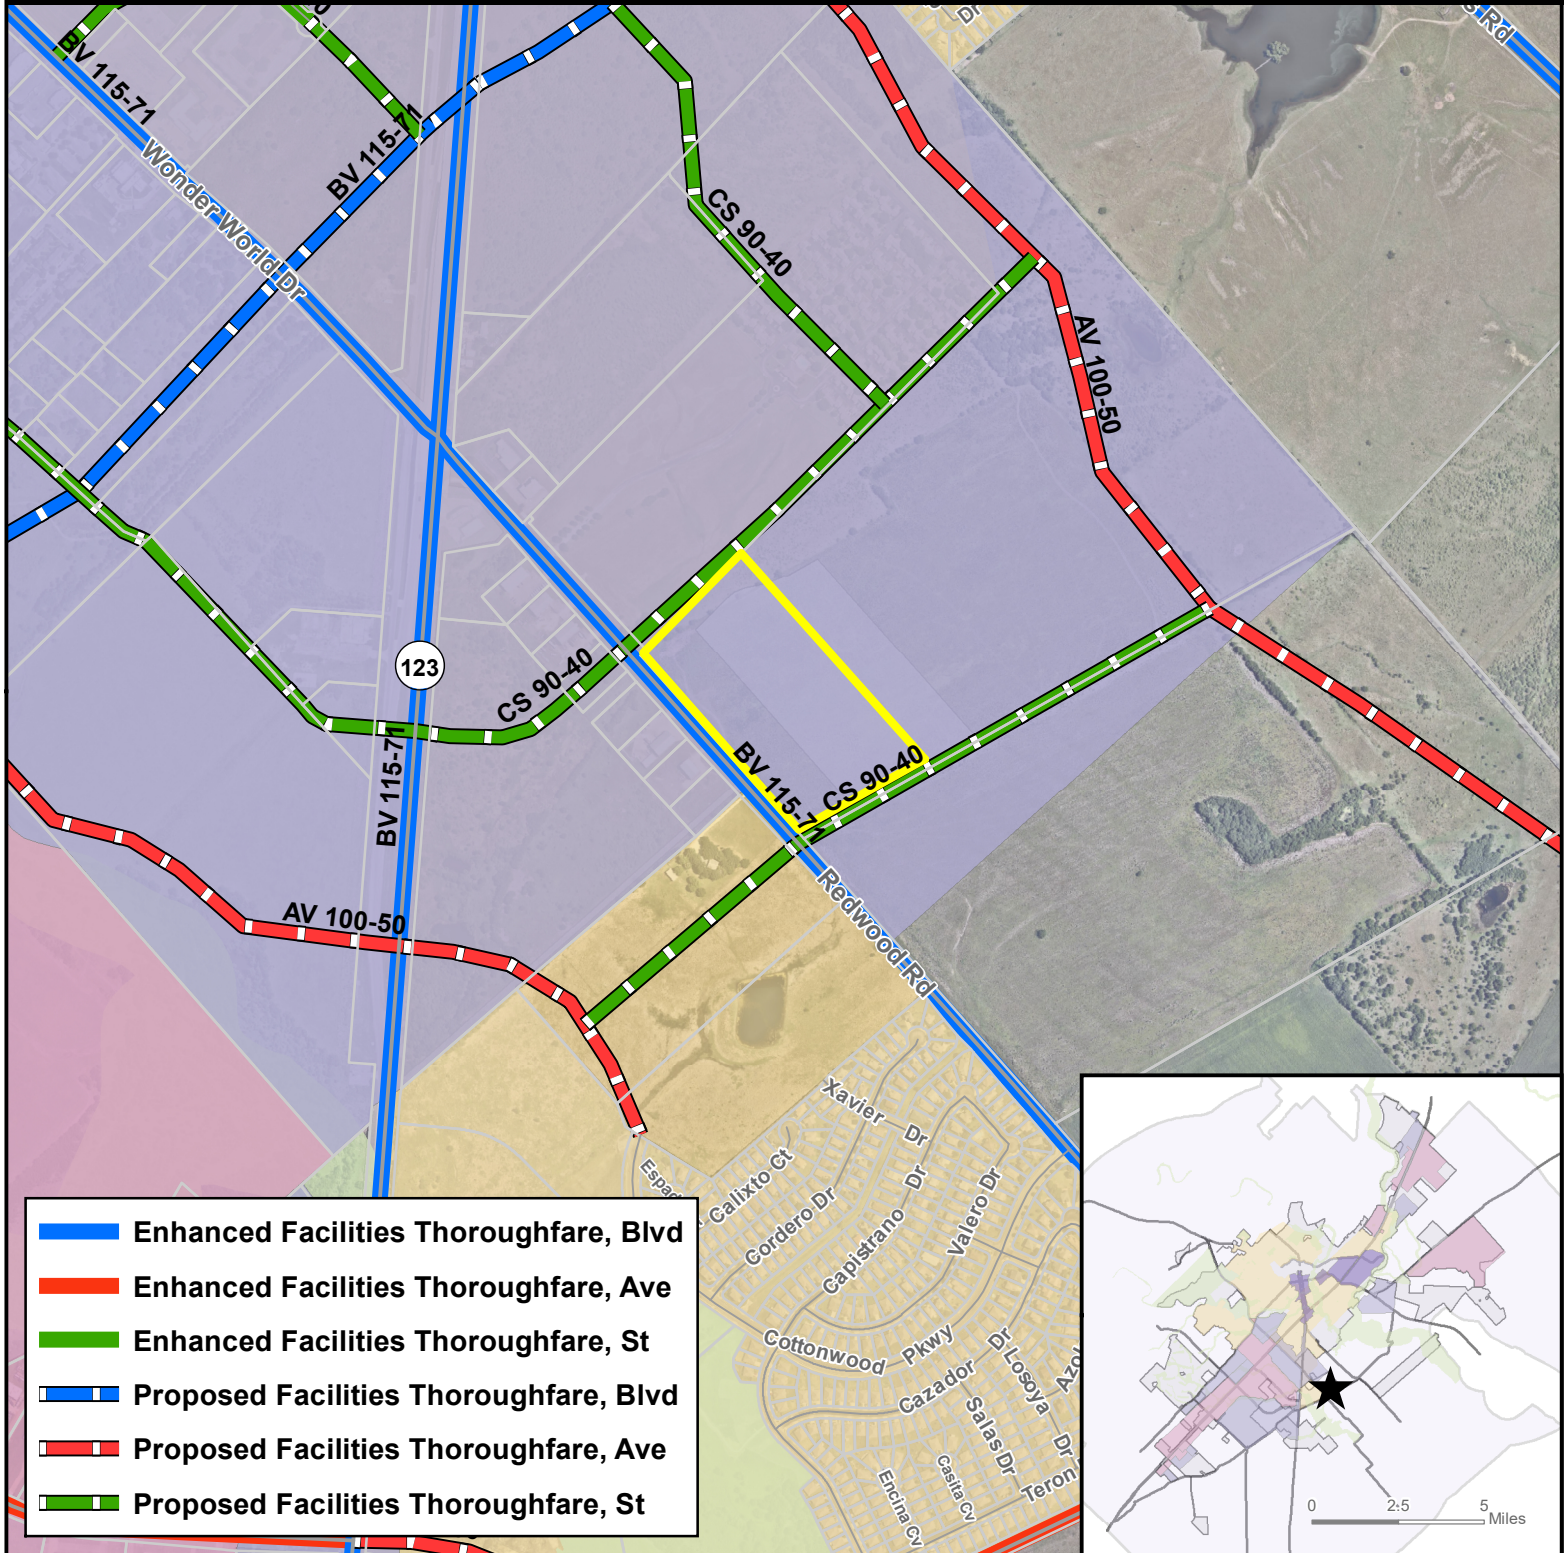 Dr
s Rd
BV 115-71
Wonder World Dr
BV 115-71
CS 90-40
AV 100-50
123
CS 90-40
BV 115-71
BV 115-71
CS 90-40
AV 100-50
Redwood Rd
Xavier Dr
Calixto Ct
Cordero Dr
Capistrano Dr
Valero Dr
Cottonwood Pkwy
Cazador Dr
Losoya Dr
Salas Dr
Casita Cv
Encina Cv
Teron
Enhanced Facilities Thoroughfare, Blvd
Enhanced Facilities Thoroughfare, Ave
Enhanced Facilities Thoroughfare, St
Proposed Facilities Thoroughfare, Blvd
Proposed Facilities Thoroughfare, Ave
Proposed Facilities Thoroughfare, St
0 2.5 5
Miles